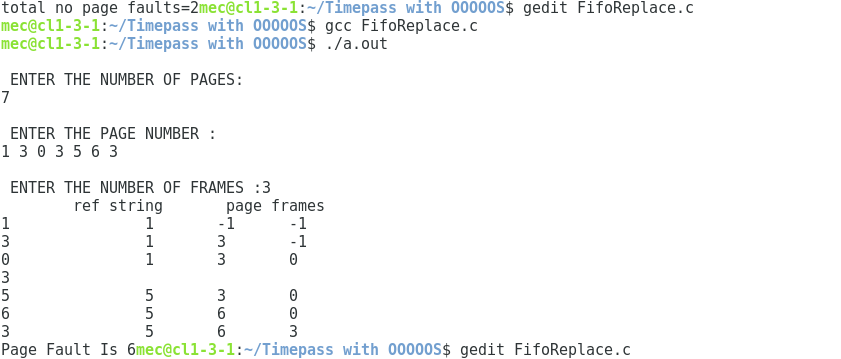 total no page faults=2mec@cl1-3-1:~/Timepass with OOOOOS$ gedit FifoReplace.c
mec@cl1-3-1:~/Timepass with OOOOOS$ gcc FifoReplace.c
mec@cl1-3-1:~/Timepass with OOOOOS$ ./a.out
ENTER THE NUMBER OF PAGES:
7
ENTER THE PAGE NUMBER :
1 3 0 3 5 6 3
ENTER THE NUMBER OF FRAMES :3
ref string page frames
1 1 -1 -1
3 1 3 -1
0 1 3 0
3
5 5 3 0
6 5 6 0
3 5 6 3
Page Fault Is 6mec@cl1-3-1:~/Timepass with OOOOOS$ gedit FifoReplace.c